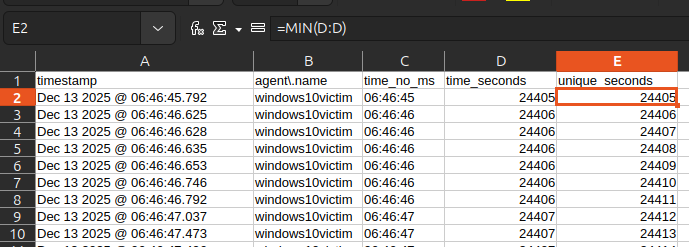 E2 fx Σ = =MIN(D:D)
A B C D E
1 timestamp agent\.name time_no_ms time_seconds unique_seconds
2 Dec 13 2025 @ 06:46:45.792 windows10victim 06:46:45 24405 24405
3 Dec 13 2025 @ 06:46:46.625 windows10victim 06:46:46 24406 24406
4 Dec 13 2025 @ 06:46:46.628 windows10victim 06:46:46 24406 24407
5 Dec 13 2025 @ 06:46:46.635 windows10victim 06:46:46 24406 24408
6 Dec 13 2025 @ 06:46:46.653 windows10victim 06:46:46 24406 24409
7 Dec 13 2025 @ 06:46:46.746 windows10victim 06:46:46 24406 24410
8 Dec 13 2025 @ 06:46:46.792 windows10victim 06:46:46 24406 24411
9 Dec 13 2025 @ 06:46:47.037 windows10victim 06:46:47 24407 24412
10 Dec 13 2025 @ 06:46:47.473 windows10victim 06:46:47 24407 24413